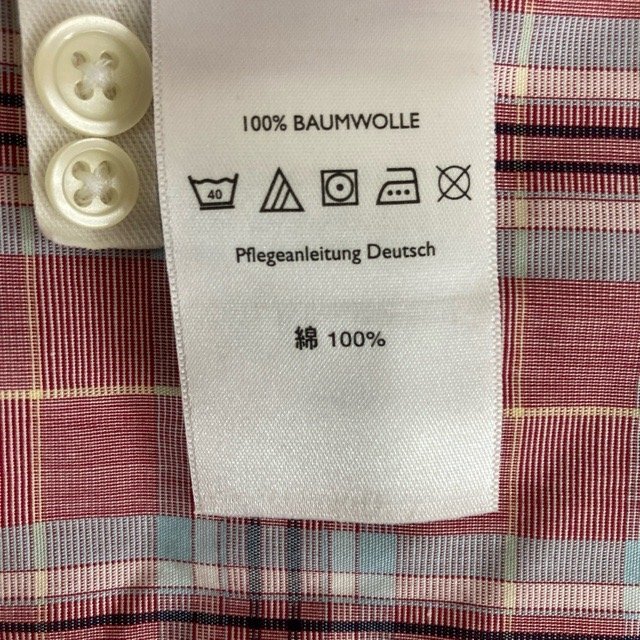 100% BAUMWOLLE
40
Pflegeanleitung Deutsch
綿 100%